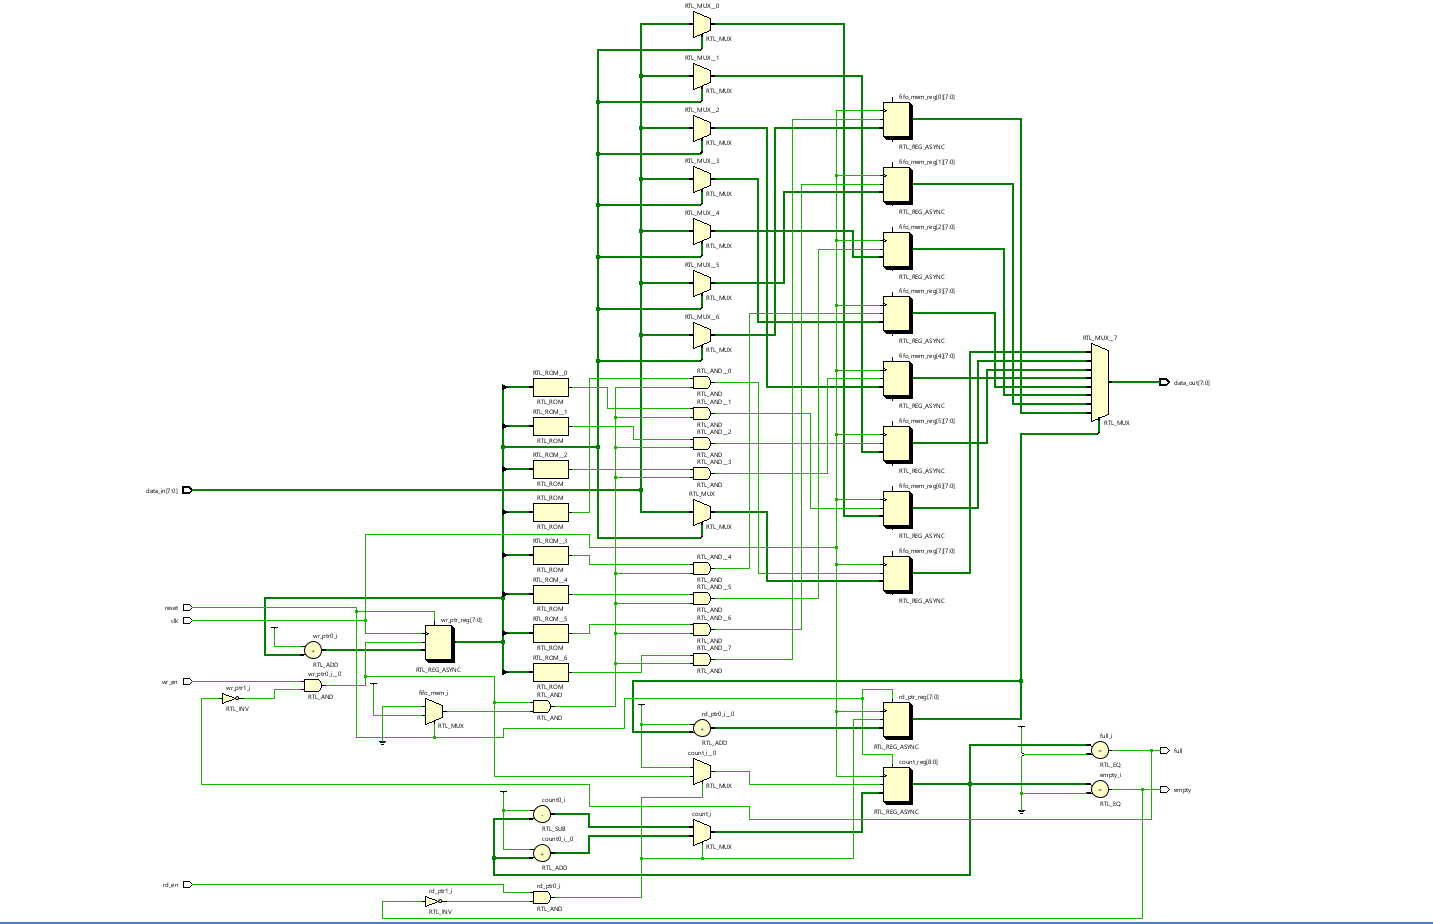 RTL_MUX__0
RTL_MUX
RTL_MUX__1
RTL_MUX
RTL_MUX__2
RTL_MUX
RTL_MUX__3
RTL_MUX
RTL_MUX__4
RTL_MUX
RTL_MUX__5
RTL_MUX
RTL_MUX__6
RTL_MUX
fifo_mem_reg[0][7:0]
RTL_REG_ASYNC
fifo_mem_reg[1][7:0]
RTL_REG_ASYNC
fifo_mem_reg[2][7:0]
RTL_REG_ASYNC
fifo_mem_reg[3][7:0]
RTL_REG_ASYNC
fifo_mem_reg[4][7:0]
RTL_REG_ASYNC
fifo_mem_reg[5][7:0]
RTL_REG_ASYNC
fifo_mem_reg[6][7:0]
RTL_REG_ASYNC
fifo_mem_reg[7][7:0]
RTL_REG_ASYNC
RTL_MUX__7
RTL_MUX
data_out[7:0]
RTL_ROM__0
RTL_ROM
RTL_ROM__1
RTL_ROM
RTL_ROM__2
RTL_ROM
RTL_ROM
RTL_ROM
RTL_ROM__3
RTL_ROM
RTL_ROM__4
RTL_ROM
RTL_ROM__5
RTL_ROM
RTL_ROM__6
RTL_ROM
RTL_AND__0
RTL_AND
RTL_AND__1
RTL_AND
RTL_AND__2
RTL_AND
RTL_AND__3
RTL_AND
RTL_MUX
RTL_MUX
RTL_AND__4
RTL_AND
RTL_AND__5
RTL_AND
RTL_AND__6
RTL_AND
RTL_AND__7
RTL_AND
data_in[7:0]
reset
clk
wr_ptr0_i
+
RTL_ADD
wr_ptr_reg[7:0]
RTL_REG_ASYNC
wr_en
wr_ptr1_i
RTL_INV
wr_ptr0_i__0
RTL_AND
fifo_mem_i
RTL_MUX
RTL_AND
RTL_AND
rd_ptr0_i__0
+
RTL_ADD
rd_ptr_reg[7:0]
RTL_REG_ASYNC
count_i__0
RTL_MUX
count_reg[8:0]
RTL_REG_ASYNC
full_i
=
RTL_EQ
full
empty_i
=
RTL_EQ
empty
count0_i
-
RTL_SUB
count0_i__0
+
RTL_ADD
count_i
RTL_MUX
rd_en
rd_ptr1_i
RTL_INV
rd_ptr0_i
RTL_AND